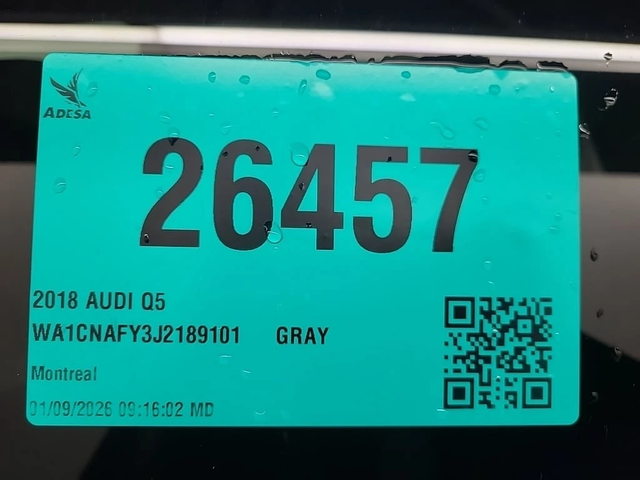 ADESA
26457
2018 AUDI Q5
WA1CNAFY3J2189101 GRAY
Montreal
01/09/2026 09:16:02 MD